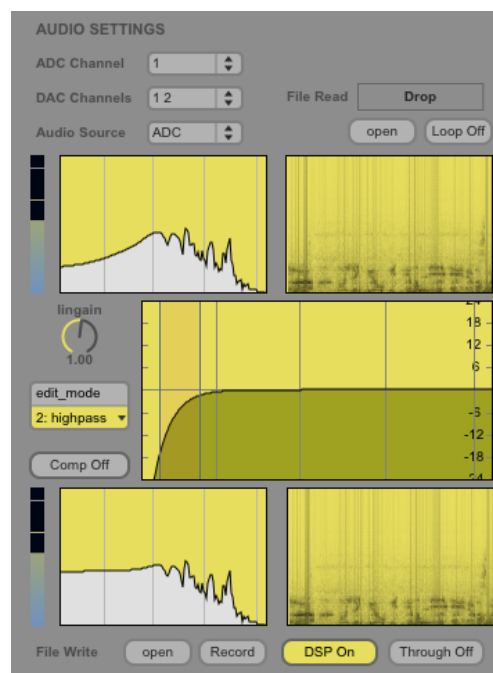 AUDIO SETTINGS
ADC Channel 1
DAC Channels 1 2 File Read Drop
Audio Source ADC open Loop Off
lingain
1.00
24
18
12
6
-6
-12
-18
24
edit_mode
2: highpass
Comp Off
File Write open Record DSP On Through Off